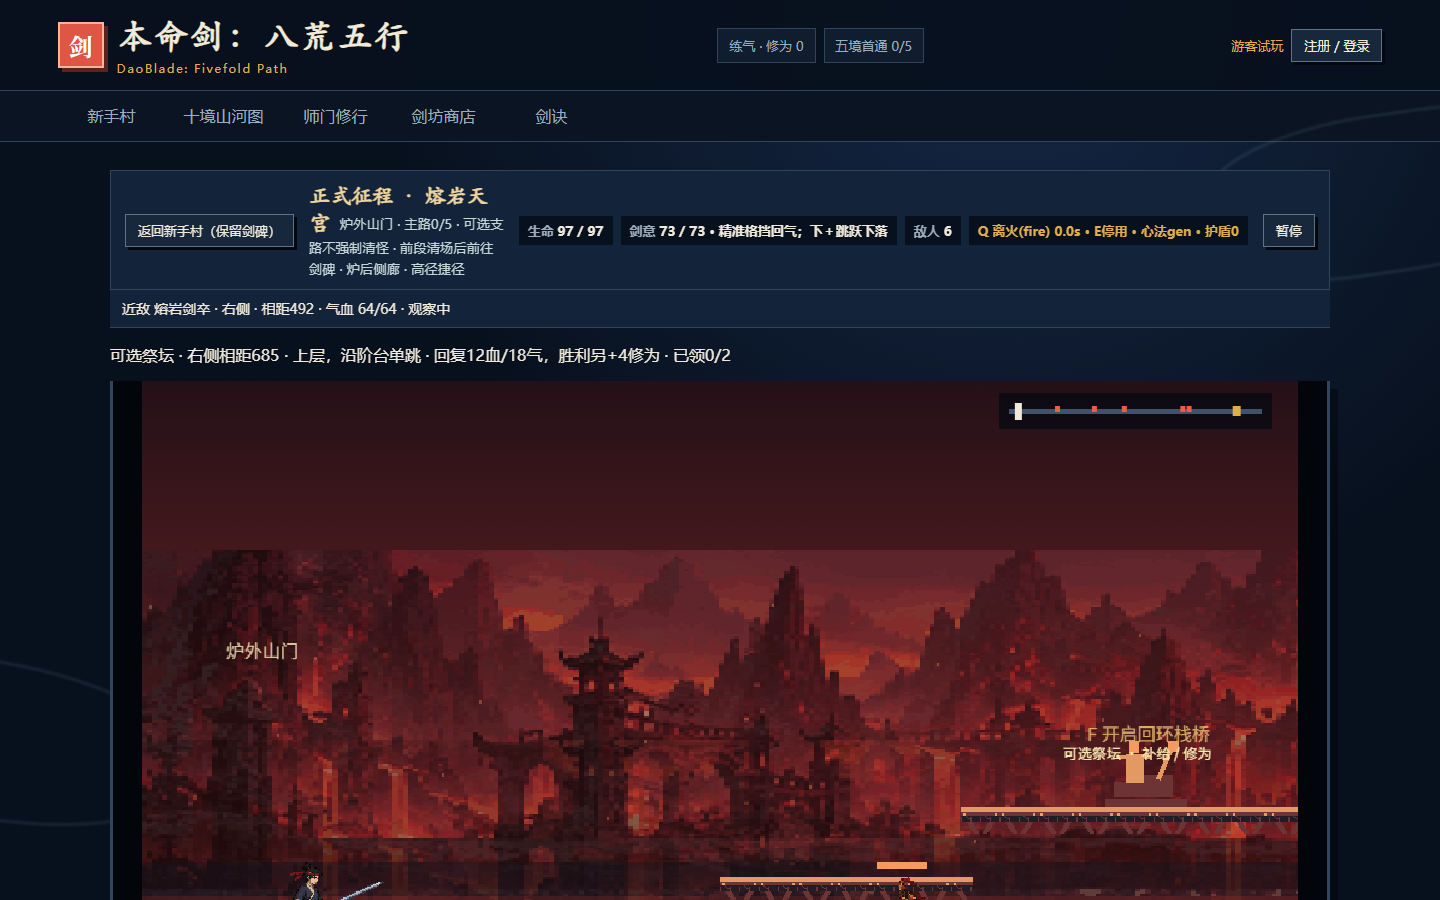 剑
本命剑：八荒五行
DaoBlade: Fivefold Path
练气 · 修为 0
五境首通 0/5
游客试玩
注册 / 登录
新手村
十境山河图
师门修行
剑坊商店
剑诀
返回新手村（保留剑碑）
正式征程 · 熔岩天
宫 炉外山门 · 主路0/5 · 可选支
路不强制清怪 · 前段清场后前往
剑碑 · 炉后侧廊 · 高径捷径
生命 97 / 97
剑意 73 / 73 • 精准格挡回气；下 + 跳跃下落
敌人 6
Q 离火(fire) 0.0s • E停用 • 心法gen • 护盾0
暂停
近敌 熔岩剑卒 · 右侧 · 相距492 · 气血 64/64 · 观察中
可选祭坛 · 右侧相距685 · 上层，沿阶台单跳 · 回复12血/18气，胜利另+4修为 · 已领0/2
炉外山门
F 开启回环栈桥
可选祭坛 · 补给 / 修为